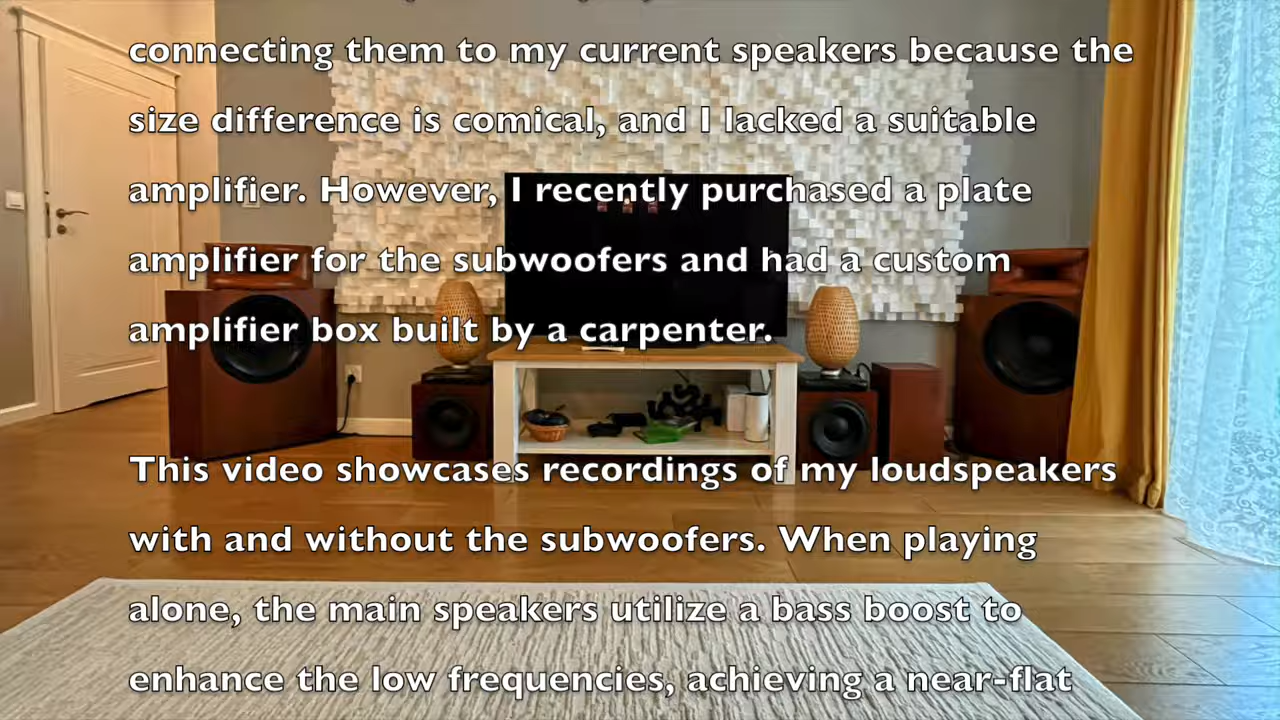 connecting them to my current speakers because the
size difference is comical, and I lacked a suitable
amplifier. However, I recently purchased a plate
amplifier for the subwoofers and had a custom
amplifier box built by a carpenter.
This video showcases recordings of my loudspeakers
with and without the subwoofers. When playing
alone, the main speakers utilize a bass boost to
enhance the low frequencies, achieving a near-flat